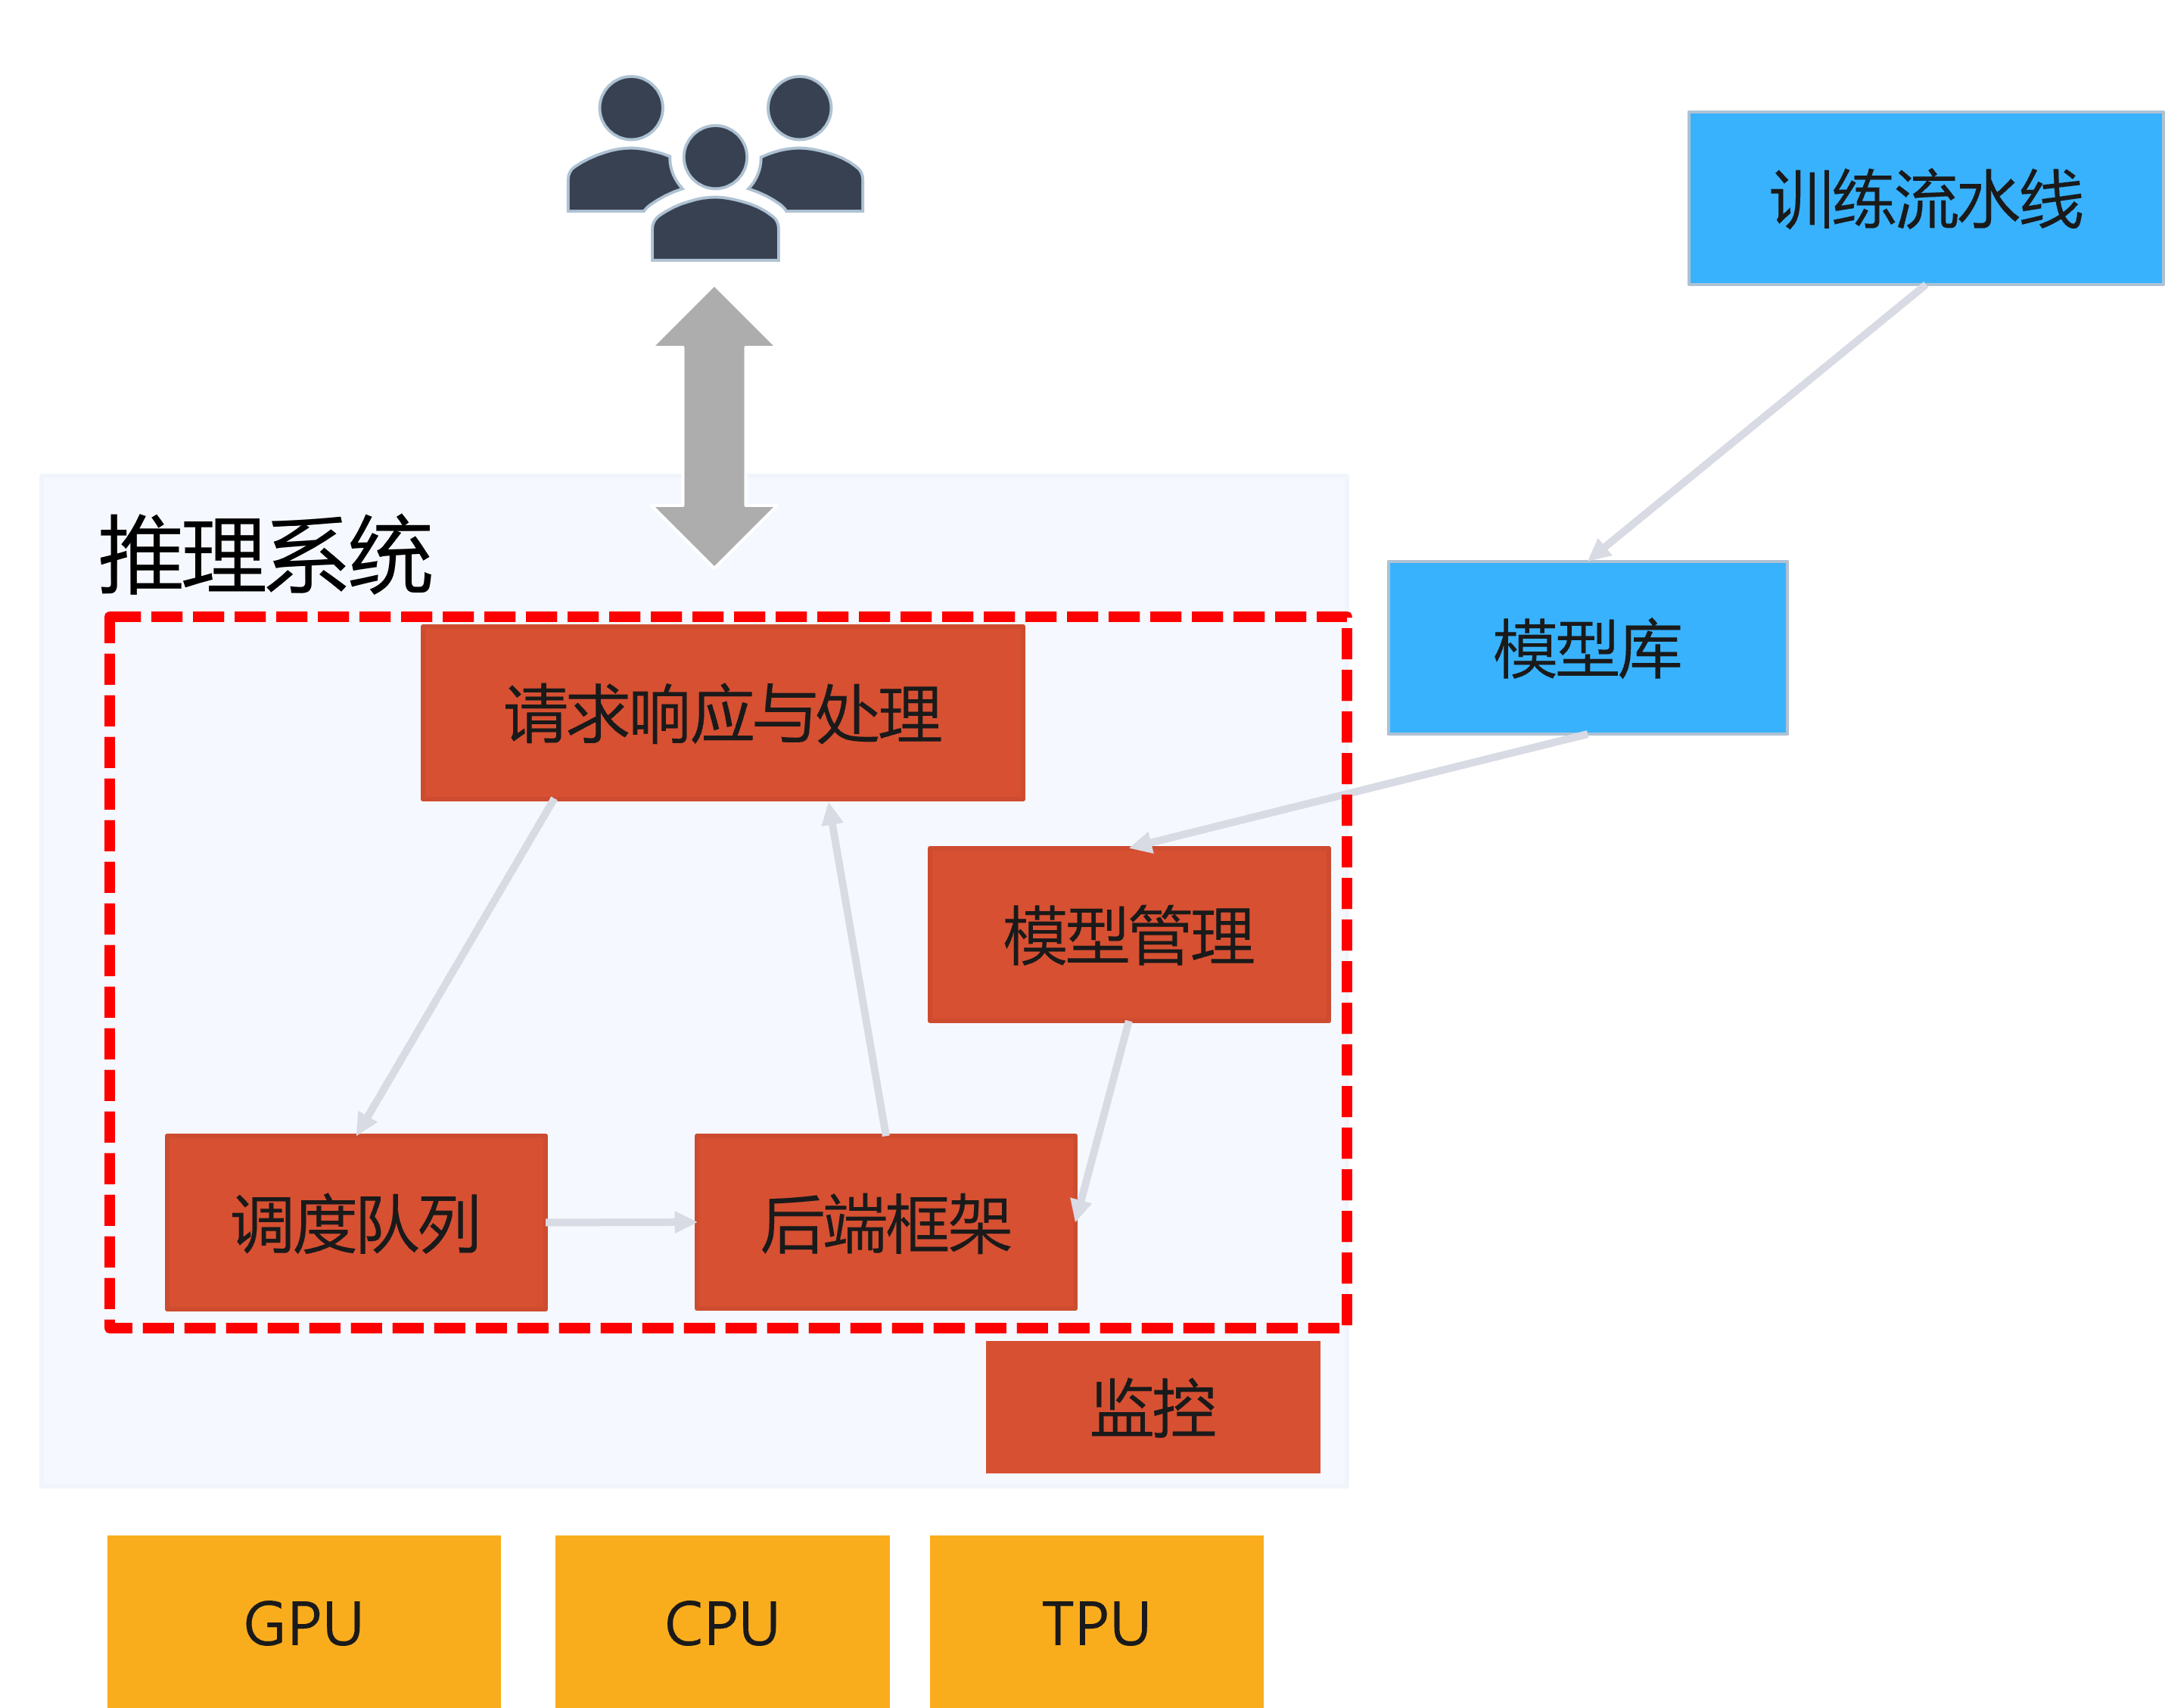 训练流水线
推理系统
模型库
请求响应与处理
模型管理
调度队列
后端框架
监控
GPU
CPU
TPU